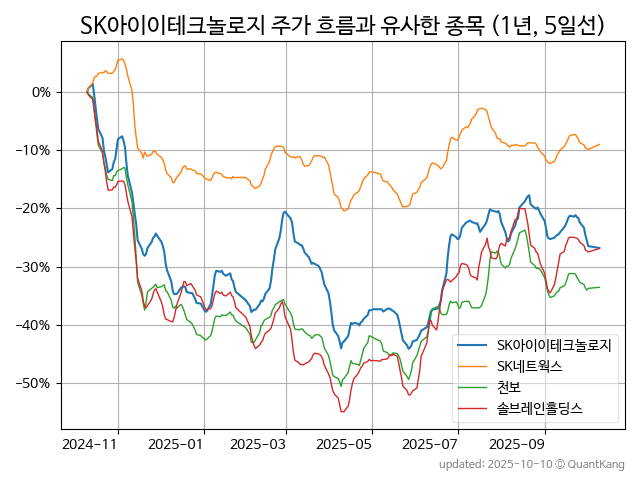 SK아이이테크놀로지 주가 흐름과 유사한 종목 (1년, 5일선)
0%
−10%
−20%
−30%
−40%
−50%
SK아이이테크놀로지
SK네트웍스
천보
솔브레인홀딩스
2024-11 2025-01 2025-03 2025-05 2025-07 2025-09
updated: 2025-10-10 © QuantKang